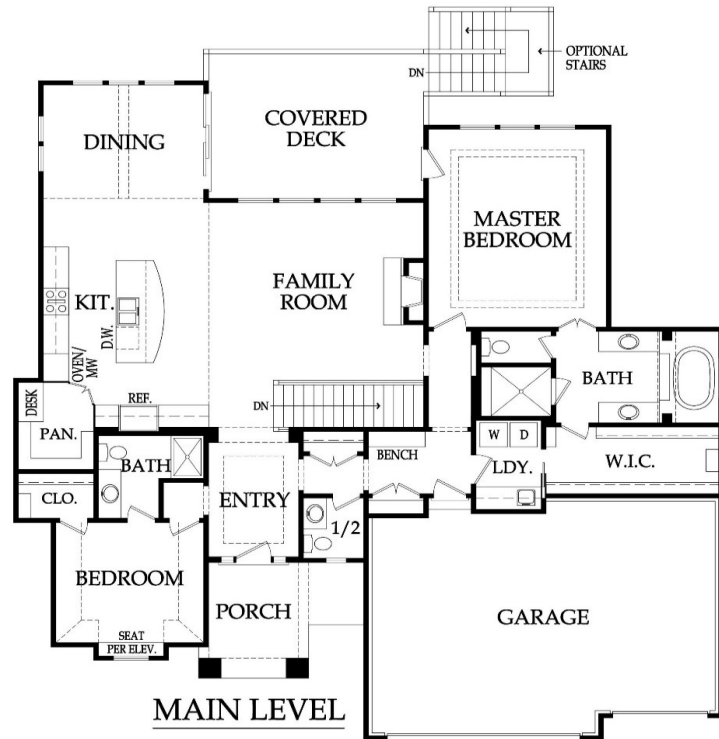 OPTIONAL
STAIRS
DN
COVERED
DECK
DINING
MASTER
BEDROOM
FAMILY
ROOM
KIT.
D.W.
OVEN/
MW
DESK
REF.
PAN.
DN
BATH
BATH
BENCH
W
D
LDY.
W.I.C.
CLO.
ENTRY
1/2
BEDROOM
PORCH
GARAGE
SEAT
PER ELEV.
MAIN LEVEL